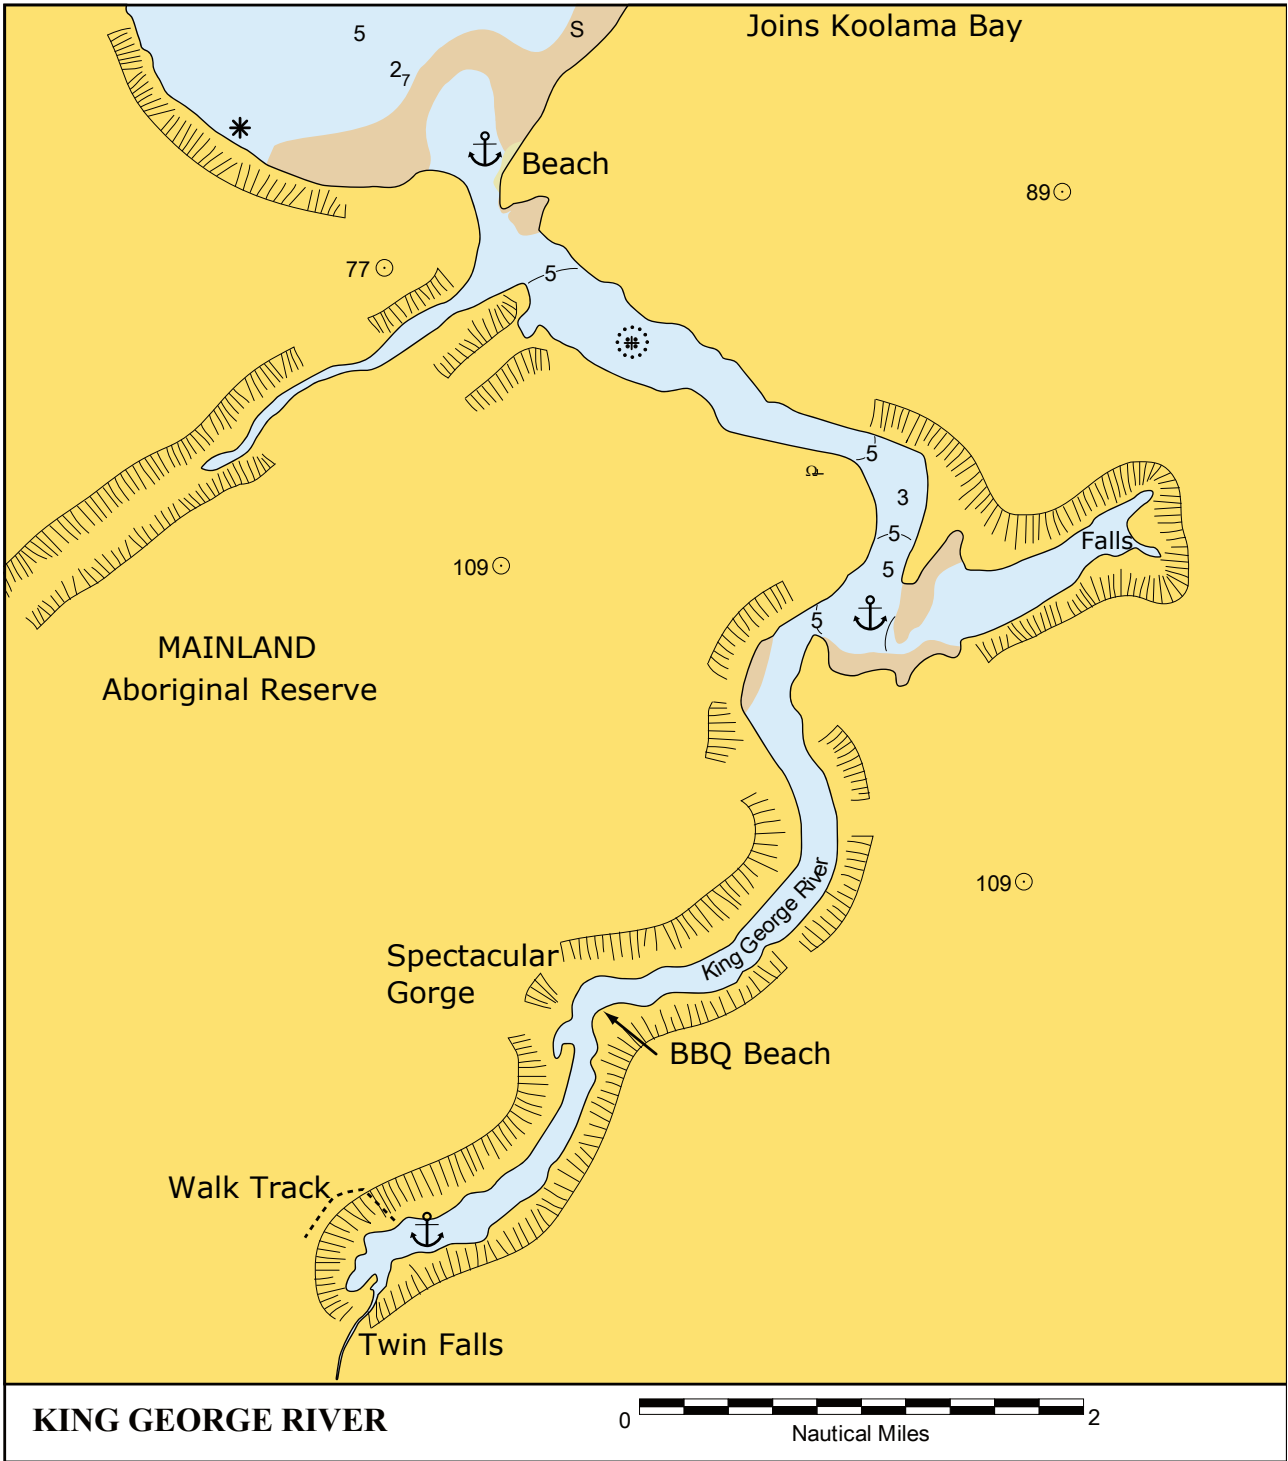 Joins Koolama Bay
5
S
2₇
Beach
89
77
5
5
3
5
5
5
Falls
109
MAINLAND
Aboriginal Reserve
109
King George River
Spectacular
Gorge
BBQ Beach
Walk Track
Twin Falls
KING GEORGE RIVER
0
2
Nautical Miles